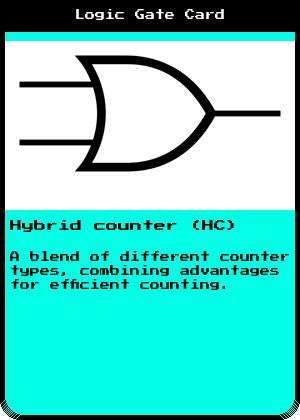 Logic Gate Card
Hybrid counter (HC)
A blend of different counter
types, combining advantages
for efficient counting.